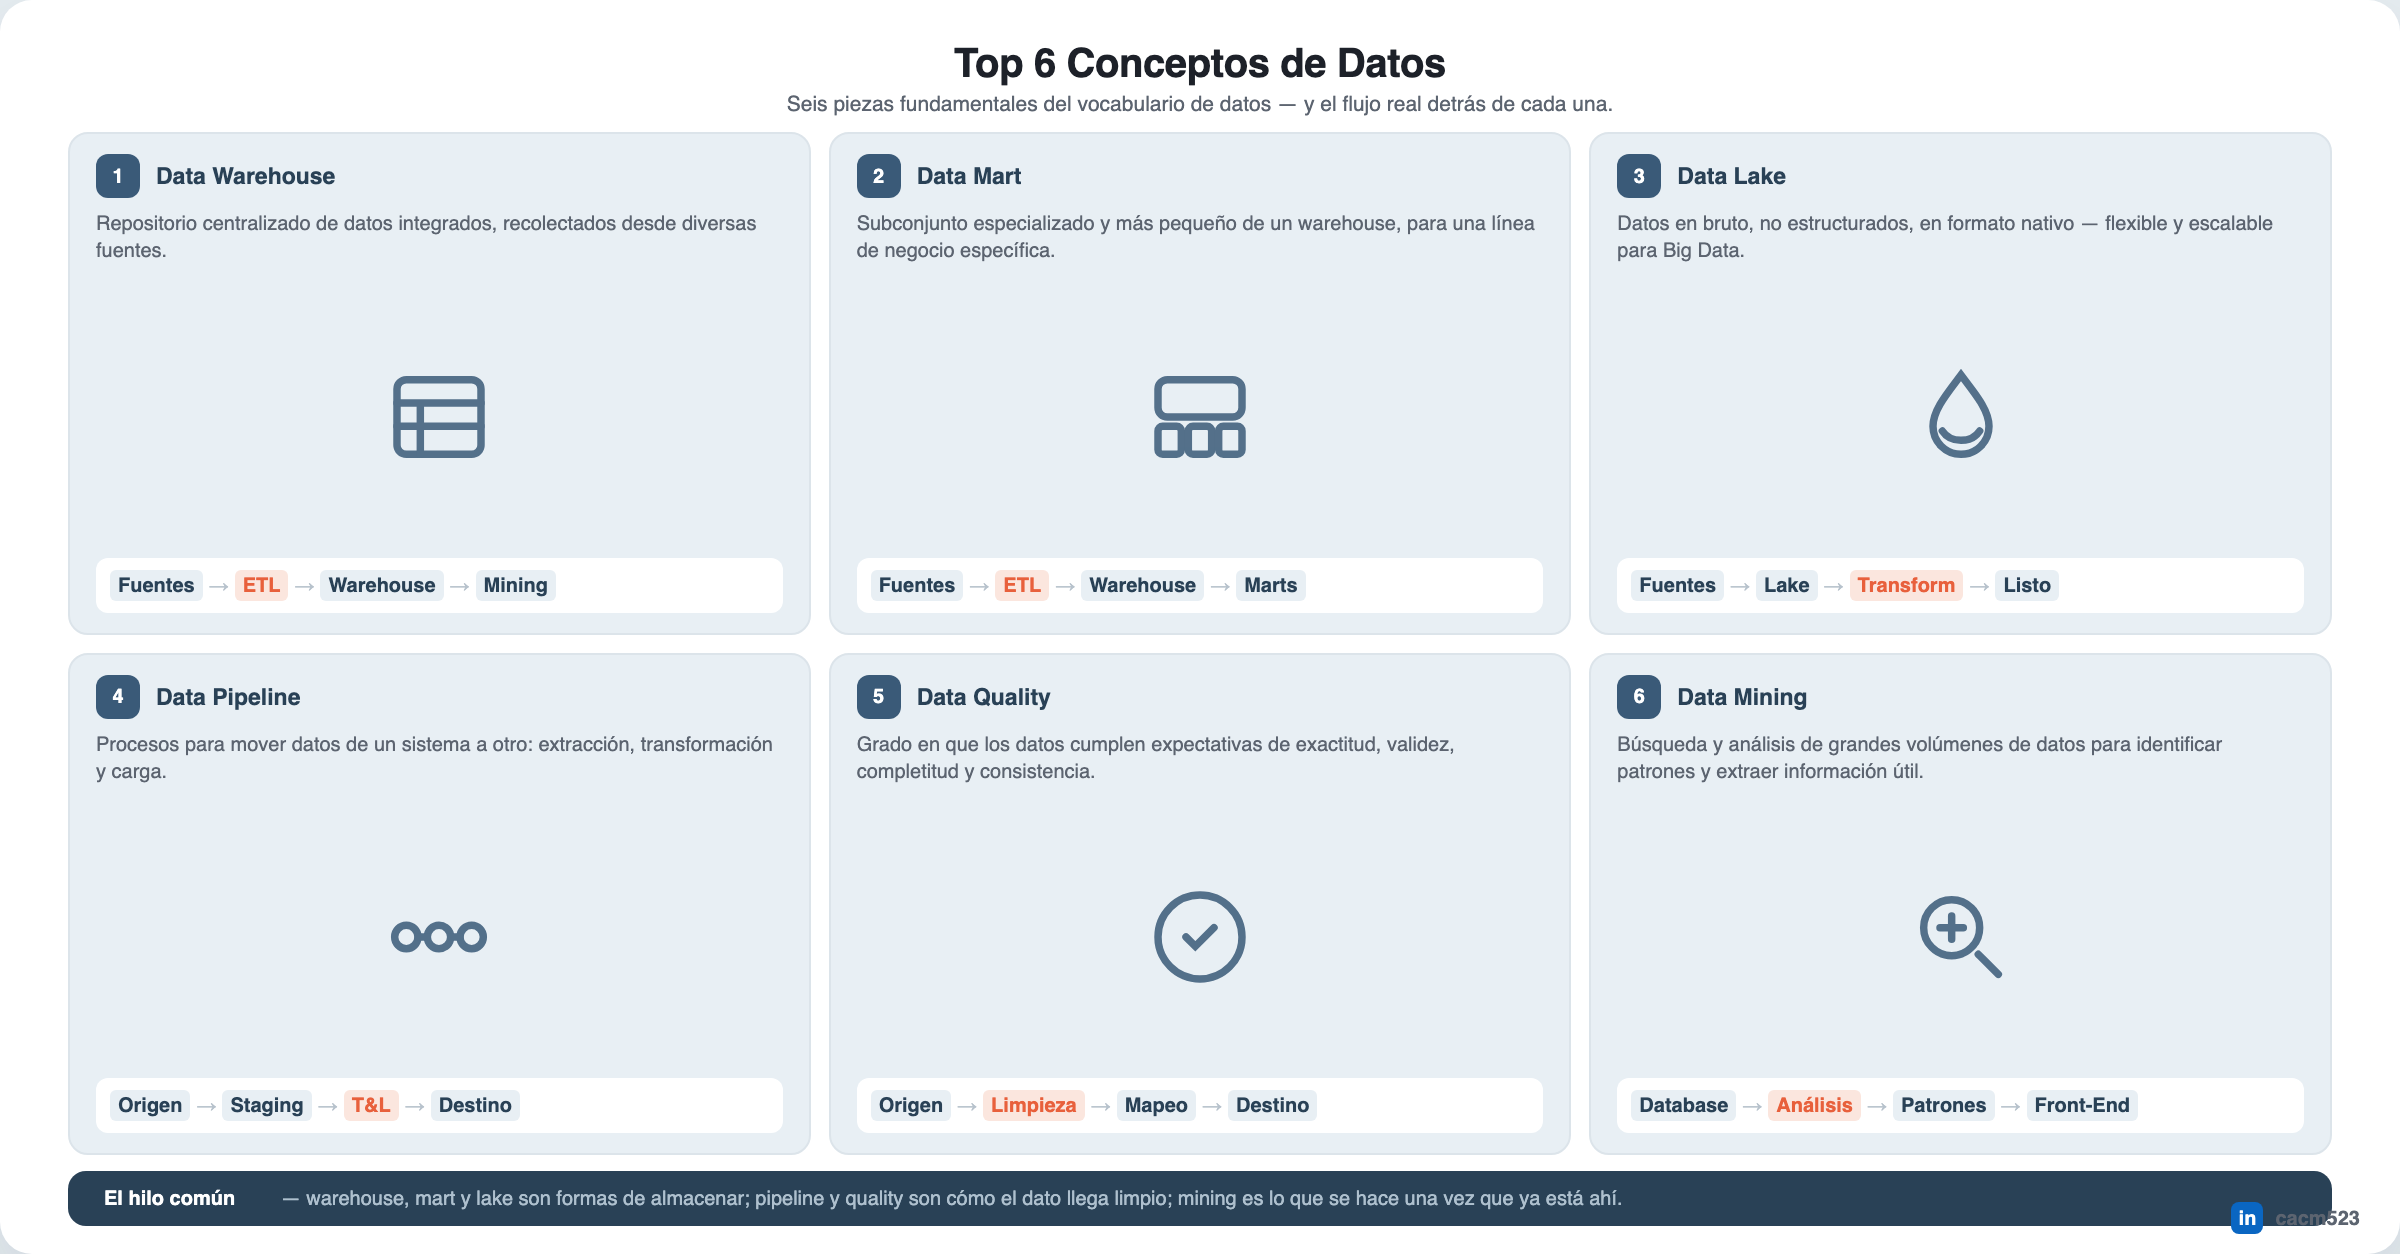 Top 6 Conceptos de Datos
Seis piezas fundamentales del vocabulario de datos — y el flujo real detrás de cada una.
1 Data Warehouse
Repositorio centralizado de datos integrados, recolectados desde diversas
fuentes.
Fuentes → ETL → Warehouse → Mining
2 Data Mart
Subconjunto especializado y más pequeño de un warehouse, para una línea
de negocio específica.
Fuentes → ETL → Warehouse → Marts
3 Data Lake
Datos en bruto, no estructurados, en formato nativo — flexible y escalable
para Big Data.
Fuentes → Lake → Transform → Listo
4 Data Pipeline
Procesos para mover datos de un sistema a otro: extracción, transformación
y carga.
Origen → Staging → T&L → Destino
5 Data Quality
Grado en que los datos cumplen expectativas de exactitud, validez,
completitud y consistencia.
Origen → Limpieza → Mapeo → Destino
6 Data Mining
Búsqueda y análisis de grandes volúmenes de datos para identificar
patrones y extraer información útil.
Database → Análisis → Patrones → Front-End
El hilo común — warehouse, mart y lake son formas de almacenar; pipeline y quality son cómo el dato llega limpio; mining es lo que se hace una vez que ya está ahí.
in cacm523